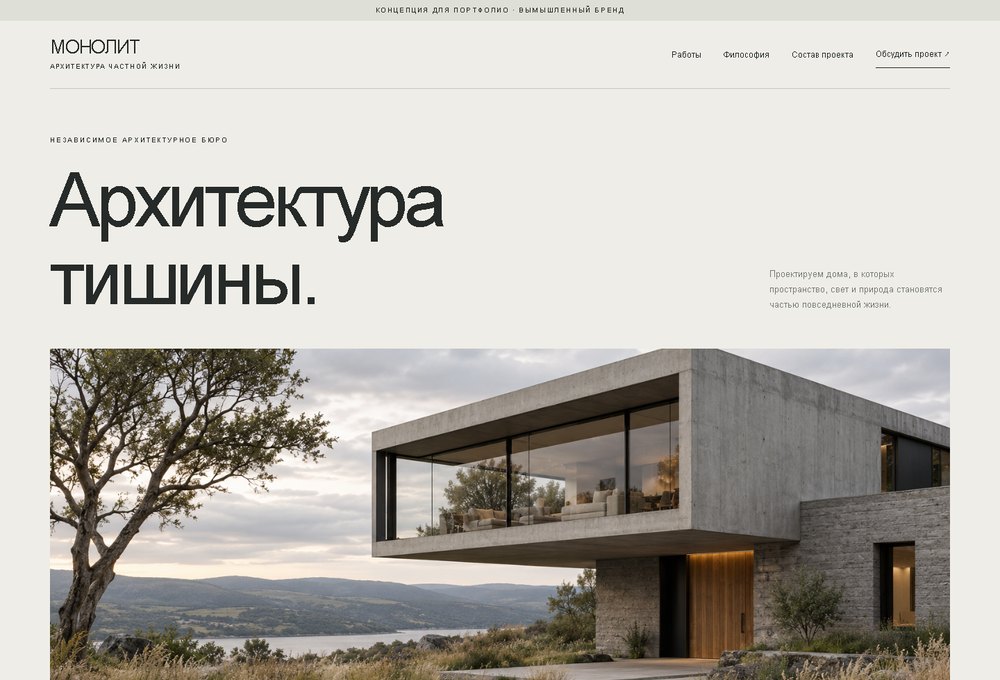 КОНЦЕПЦИЯ ДЛЯ ПОРТФОЛИО · ВЫМЫШЛЕННЫЙ БРЕНД
МОНОЛИТ
АРХИТЕКТУРА ЧАСТНОЙ ЖИЗНИ
Работы Философия Состав проекта Обсудить проект ↗
НЕЗАВИСИМОЕ АРХИТЕКТУРНОЕ БЮРО
Архитектура
тишины.
Проектируем дома, в которых
пространство, свет и природа становятся
частью повседневной жизни.